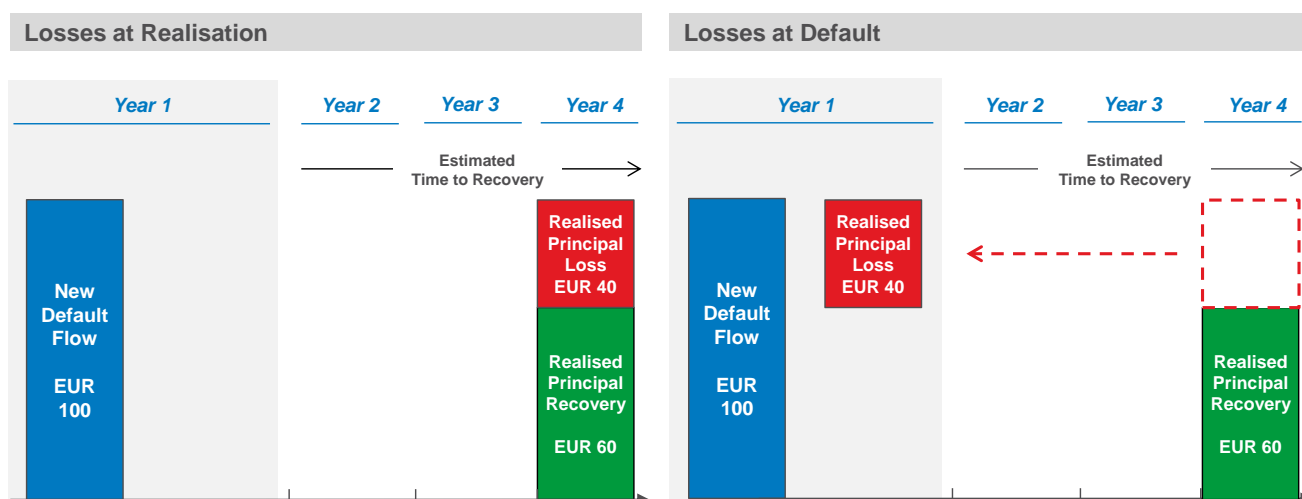 Losses at Realisation
Year 1
Year 2
Year 3
Year 4
Estimated
Time to Recovery
New
Default
Flow
EUR
100
Realised
Principal
Loss
EUR 40
Realised
Principal
Recovery
EUR 60
Losses at Default
Year 1
Year 2
Year 3
Year 4
Estimated
Time to Recovery
New
Default
Flow
EUR
100
Realised
Principal
Loss
EUR 40
Realised
Principal
Recovery
EUR 60